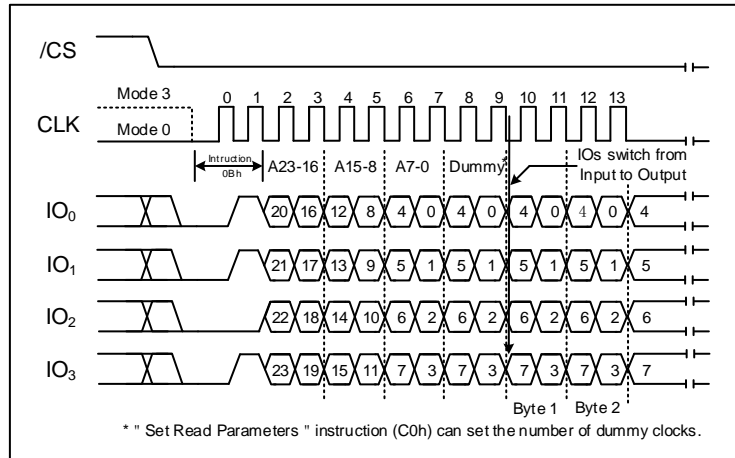 /CS
Mode 3
0 1 2 3 4 5 6 7 8 9 10 11 12 13
CLK
Mode 0
Intruction
0Bh
A23-16 A15-8 A7-0 Dummy*
IOs switch from
Input to Output
IO0 20 16 12 8 4 0 4 0 4 0 4 0 4
IO1 21 17 13 9 5 1 5 1 5 1 5 1 5
IO2 22 18 14 10 6 2 6 2 6 2 6 2 6
IO3 23 19 15 11 7 3 7 3 7 3 7 3 7
Byte 1 Byte 2
* " Set Read Parameters " instruction (C0h) can set the number of dummy clocks.